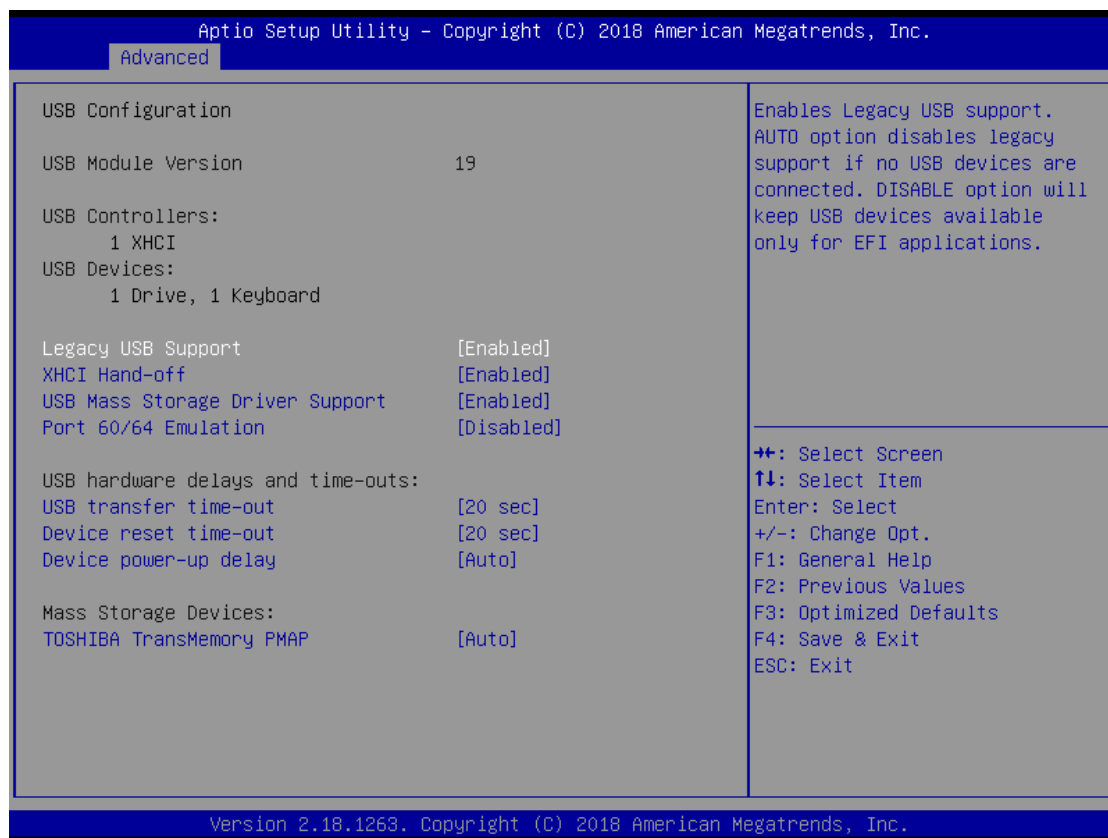 Aptio Setup Utility – Copyright (C) 2018 American Megatrends, Inc.
Advanced
USB Configuration
USB Module Version 19
USB Controllers:
1 XHCI
USB Devices:
1 Drive, 1 Keyboard
Legacy USB Support [Enabled]
XHCI Hand-off [Enabled]
USB Mass Storage Driver Support [Enabled]
Port 60/64 Emulation [Disabled]
USB hardware delays and time-outs:
USB transfer time-out [20 sec]
Device reset time-out [20 sec]
Device power-up delay [Auto]
Mass Storage Devices:
TOSHIBA TransMemory PMAP [Auto]
Enables Legacy USB support.
AUTO option disables legacy
support if no USB devices are
connected. DISABLE option will
keep USB devices available
only for EFI applications.
→←: Select Screen
↑↓: Select Item
Enter: Select
+/-: Change Opt.
F1: General Help
F2: Previous Values
F3: Optimized Defaults
F4: Save & Exit
ESC: Exit
Version 2.18.1263. Copyright (C) 2018 American Megatrends, Inc.